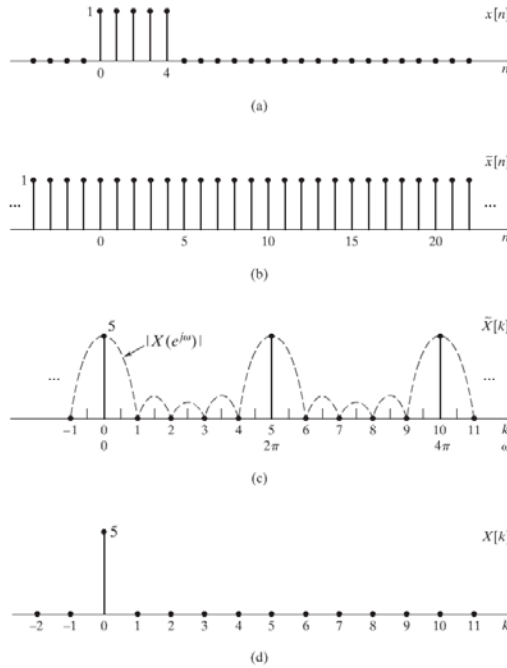 1 x[n]
0 4 n
(a)
1 x̃[n]
... ...
0 5 10 15 20 n
(b)
5 |X(e^{jω})| X̃[k]
... ...
–1 0 1 2 3 4 5 6 7 8 9 10 11 k
0 2π 4π
(c)
5 X[k]
–2 –1 0 1 2 3 4 5 6 7 8 9 10 11 k
(d)